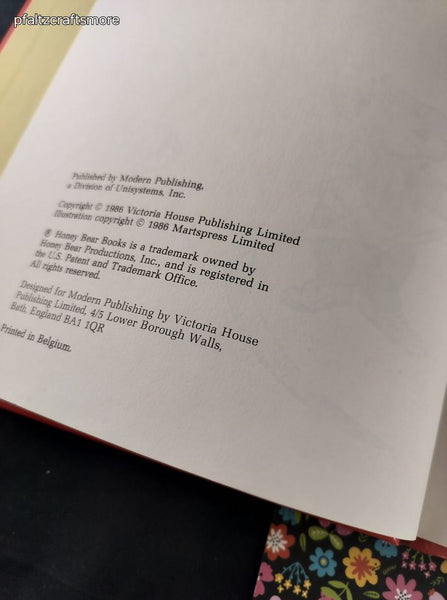 pfaltzcraftsmore
Published by Modern Publishing,
a Division of Unisystems, Inc.
Copyright © 1986 Victoria House Publishing Limited
Illustration copyright © 1986 Martspress Limited
® Honey Bear Books is a trademark owned by
Honey Bear Productions, Inc., and is registered in
the U.S. Patent and Trademark Office.
All rights reserved.
Designed for Modern Publishing by Victoria House
Publishing Limited, 4/5 Lower Borough Walls,
Bath, England BA1 1QR
Printed in Belgium.